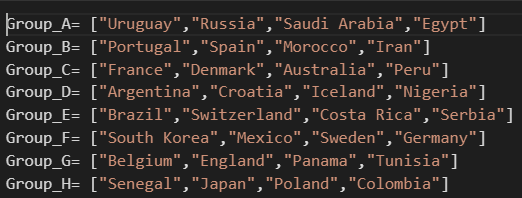 Group_A= ["Uruguay","Russia","Saudi Arabia","Egypt"]
Group_B= ["Portugal","Spain","Morocco","Iran"]
Group_C= ["France","Denmark","Australia","Peru"]
Group_D= ["Argentina","Croatia","Iceland","Nigeria"]
Group_E= ["Brazil","Switzerland","Costa Rica","Serbia"]
Group_F= ["South Korea","Mexico","Sweden","Germany"]
Group_G= ["Belgium","England","Panama","Tunisia"]
Group_H= ["Senegal","Japan","Poland","Colombia"]